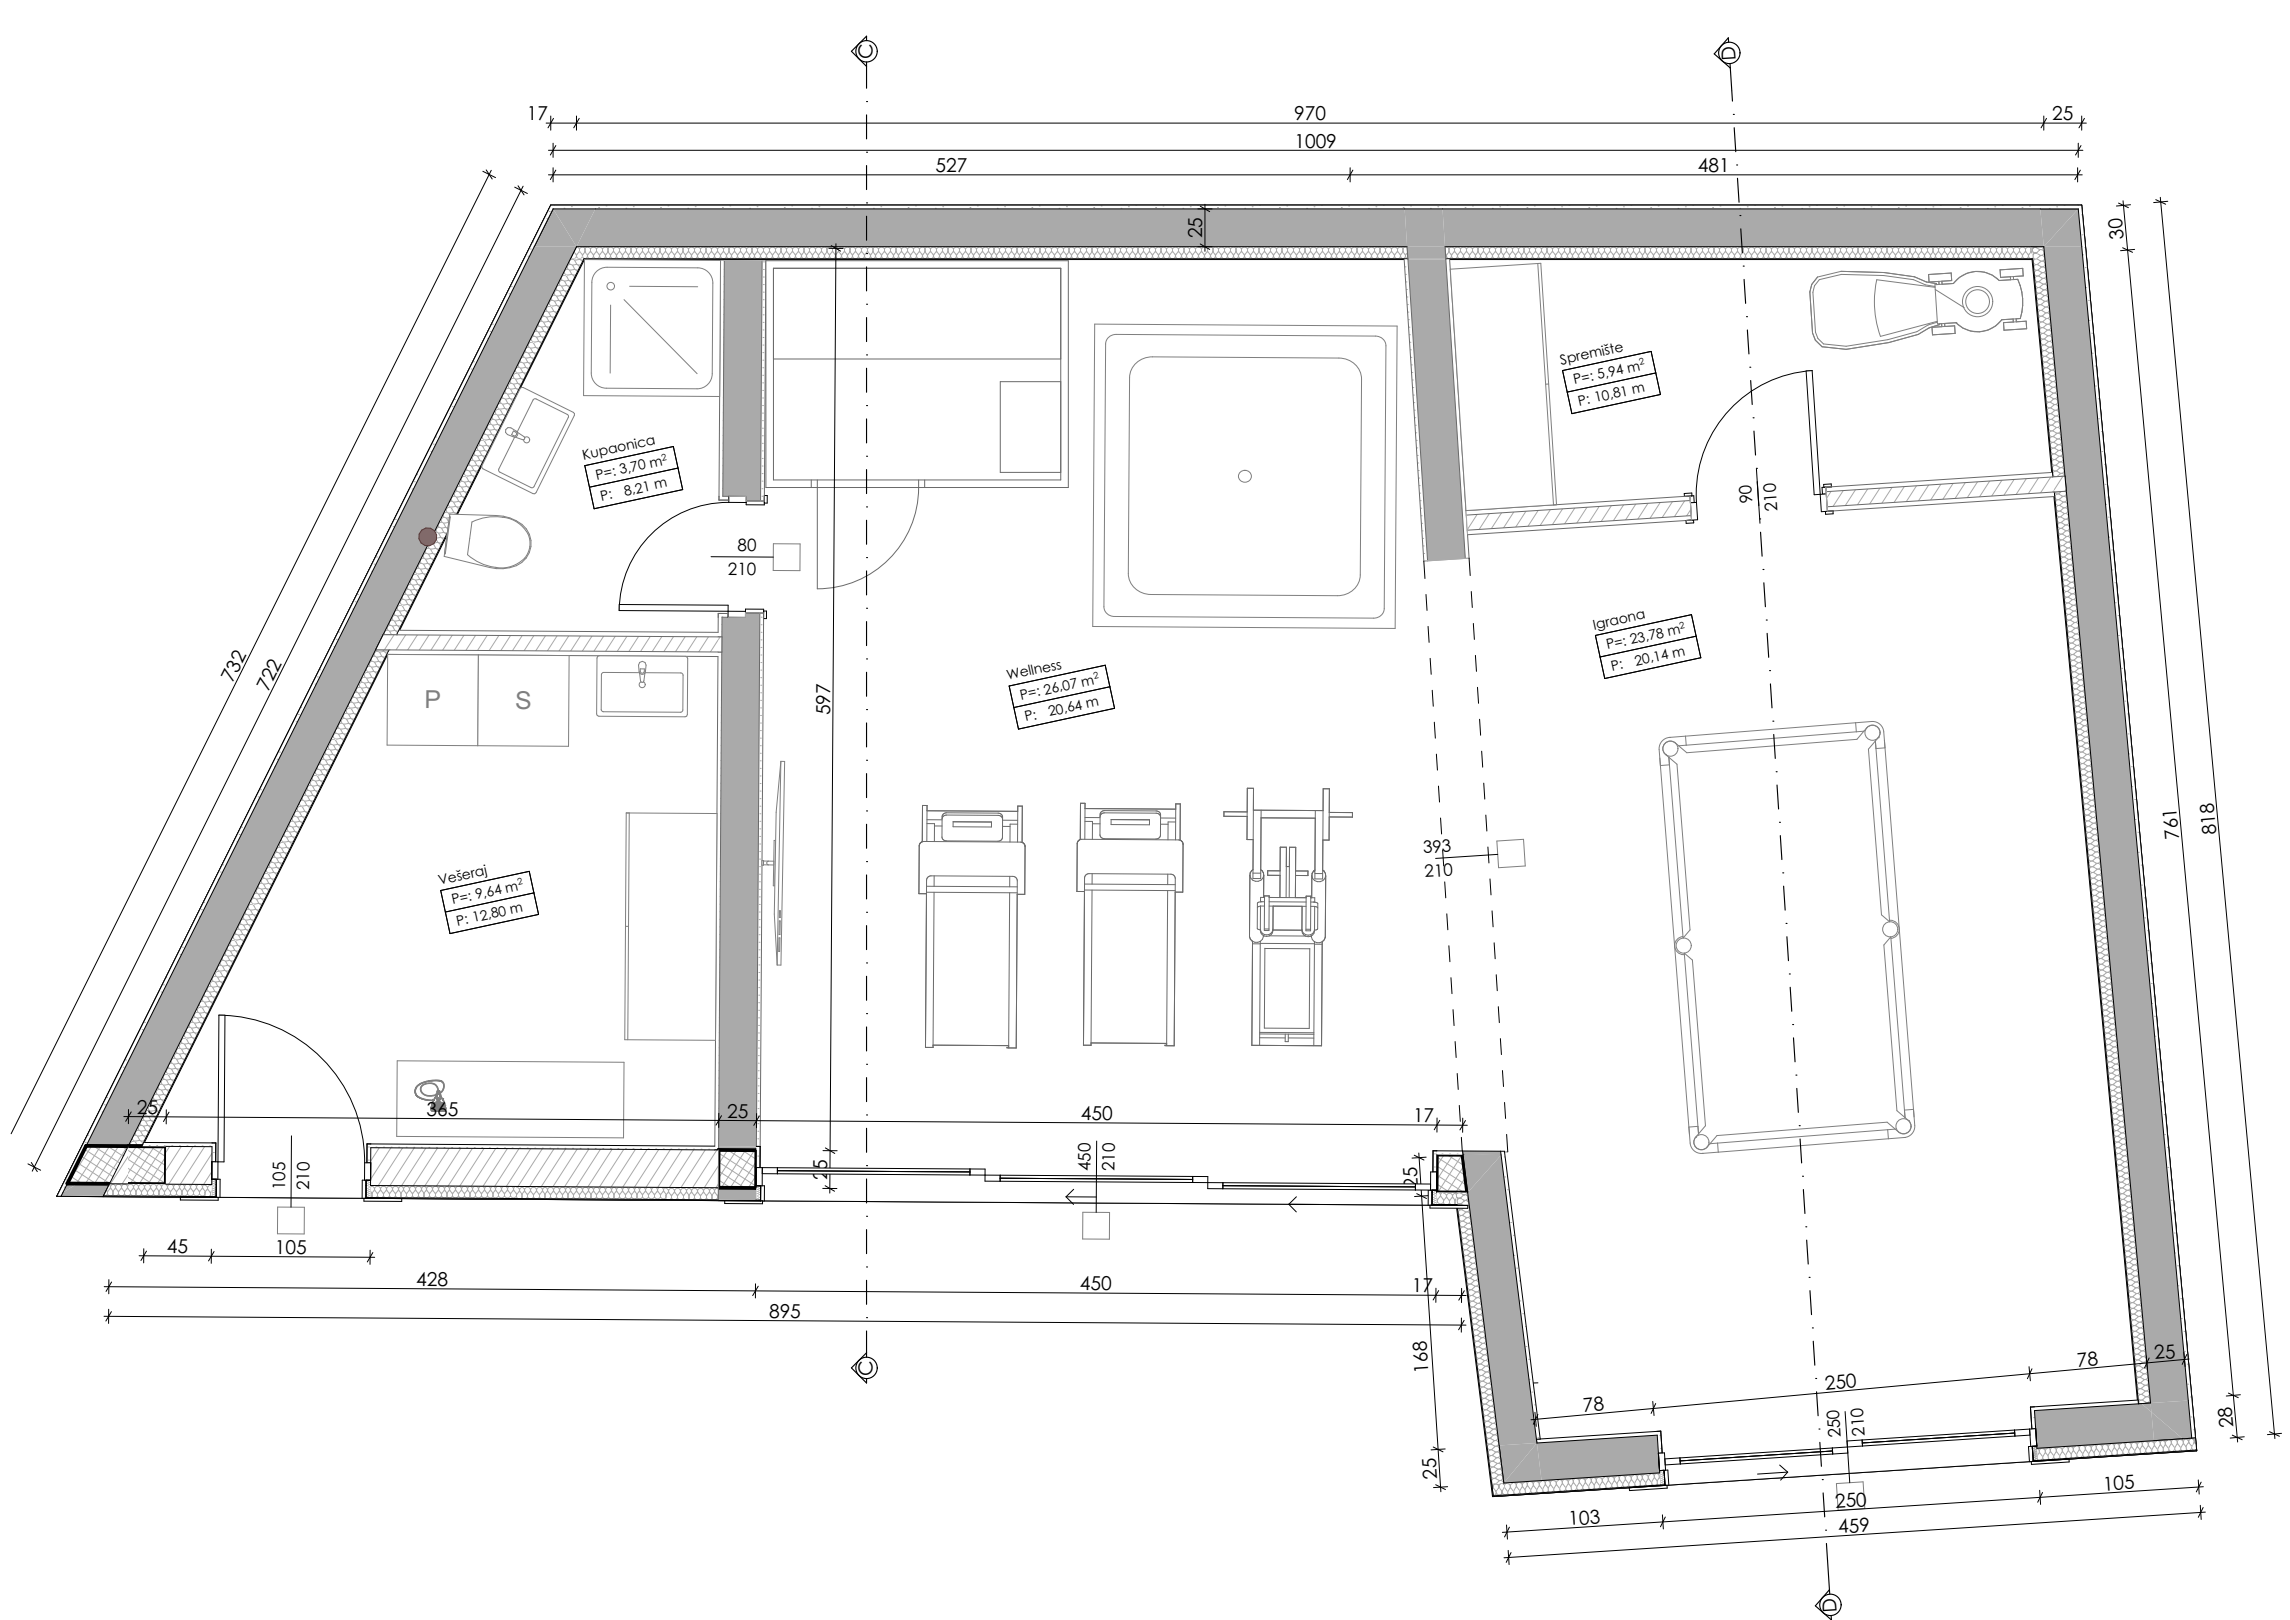 C
D
17
970
25
1009
527
481
25
30
Spremište
P=: 5,94 m²
P: 10,81 m
Kupaonica
P=: 3,70 m²
P: 8,21 m
90
210
80
210
Igraona
P=: 23,78 m²
P: 20,14 m
732
722
Wellness
P=: 26,07 m²
P: 20,64 m
P
S
597
761
818
393
210
Vešeraj
P=: 9,64 m²
P: 12,80 m
25
365
25
450
17
105
210
25
450
210
25
45
105
428
450
17
895
168
C
78
250
78
25
250
210
28
25
103
250
105
459
D